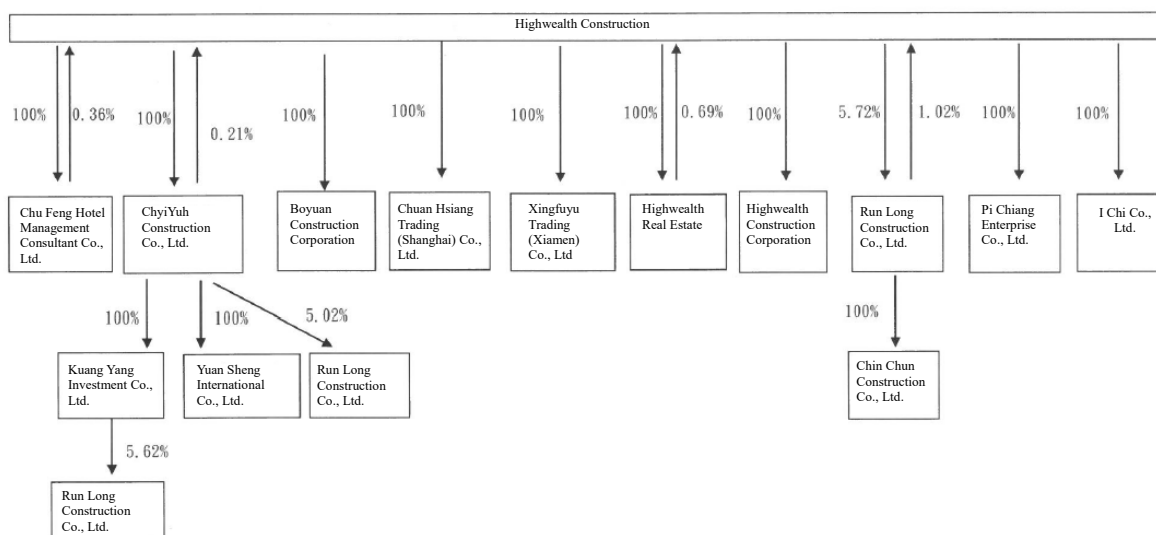 Highwealth Construction
100%
0.36%
100%
0.21%
100%
100%
100%
100%
0.69%
100%
5.72%
1.02%
100%
100%
Chu Feng Hotel
Management
Consultant Co.,
Ltd.
ChyiYuh
Construction
Co., Ltd.
Boyuan
Construction
Corporation
Chuan Hsiang
Trading
(Shanghai) Co.,
Ltd.
Xingfuyu
Trading
(Xiamen)
Co., Ltd
Highwealth
Real Estate
Highwealth
Construction
Corporation
Run Long
Construction
Co., Ltd.
Pi Chiang
Enterprise
Co., Ltd.
I Chi Co.,
Ltd.
100%
100%
5.02%
100%
Kuang Yang
Investment Co.,
Ltd.
Yuan Sheng
International
Co., Ltd.
Run Long
Construction
Co., Ltd.
Chin Chun
Construction
Co., Ltd.
5.62%
Run Long
Construction
Co., Ltd.